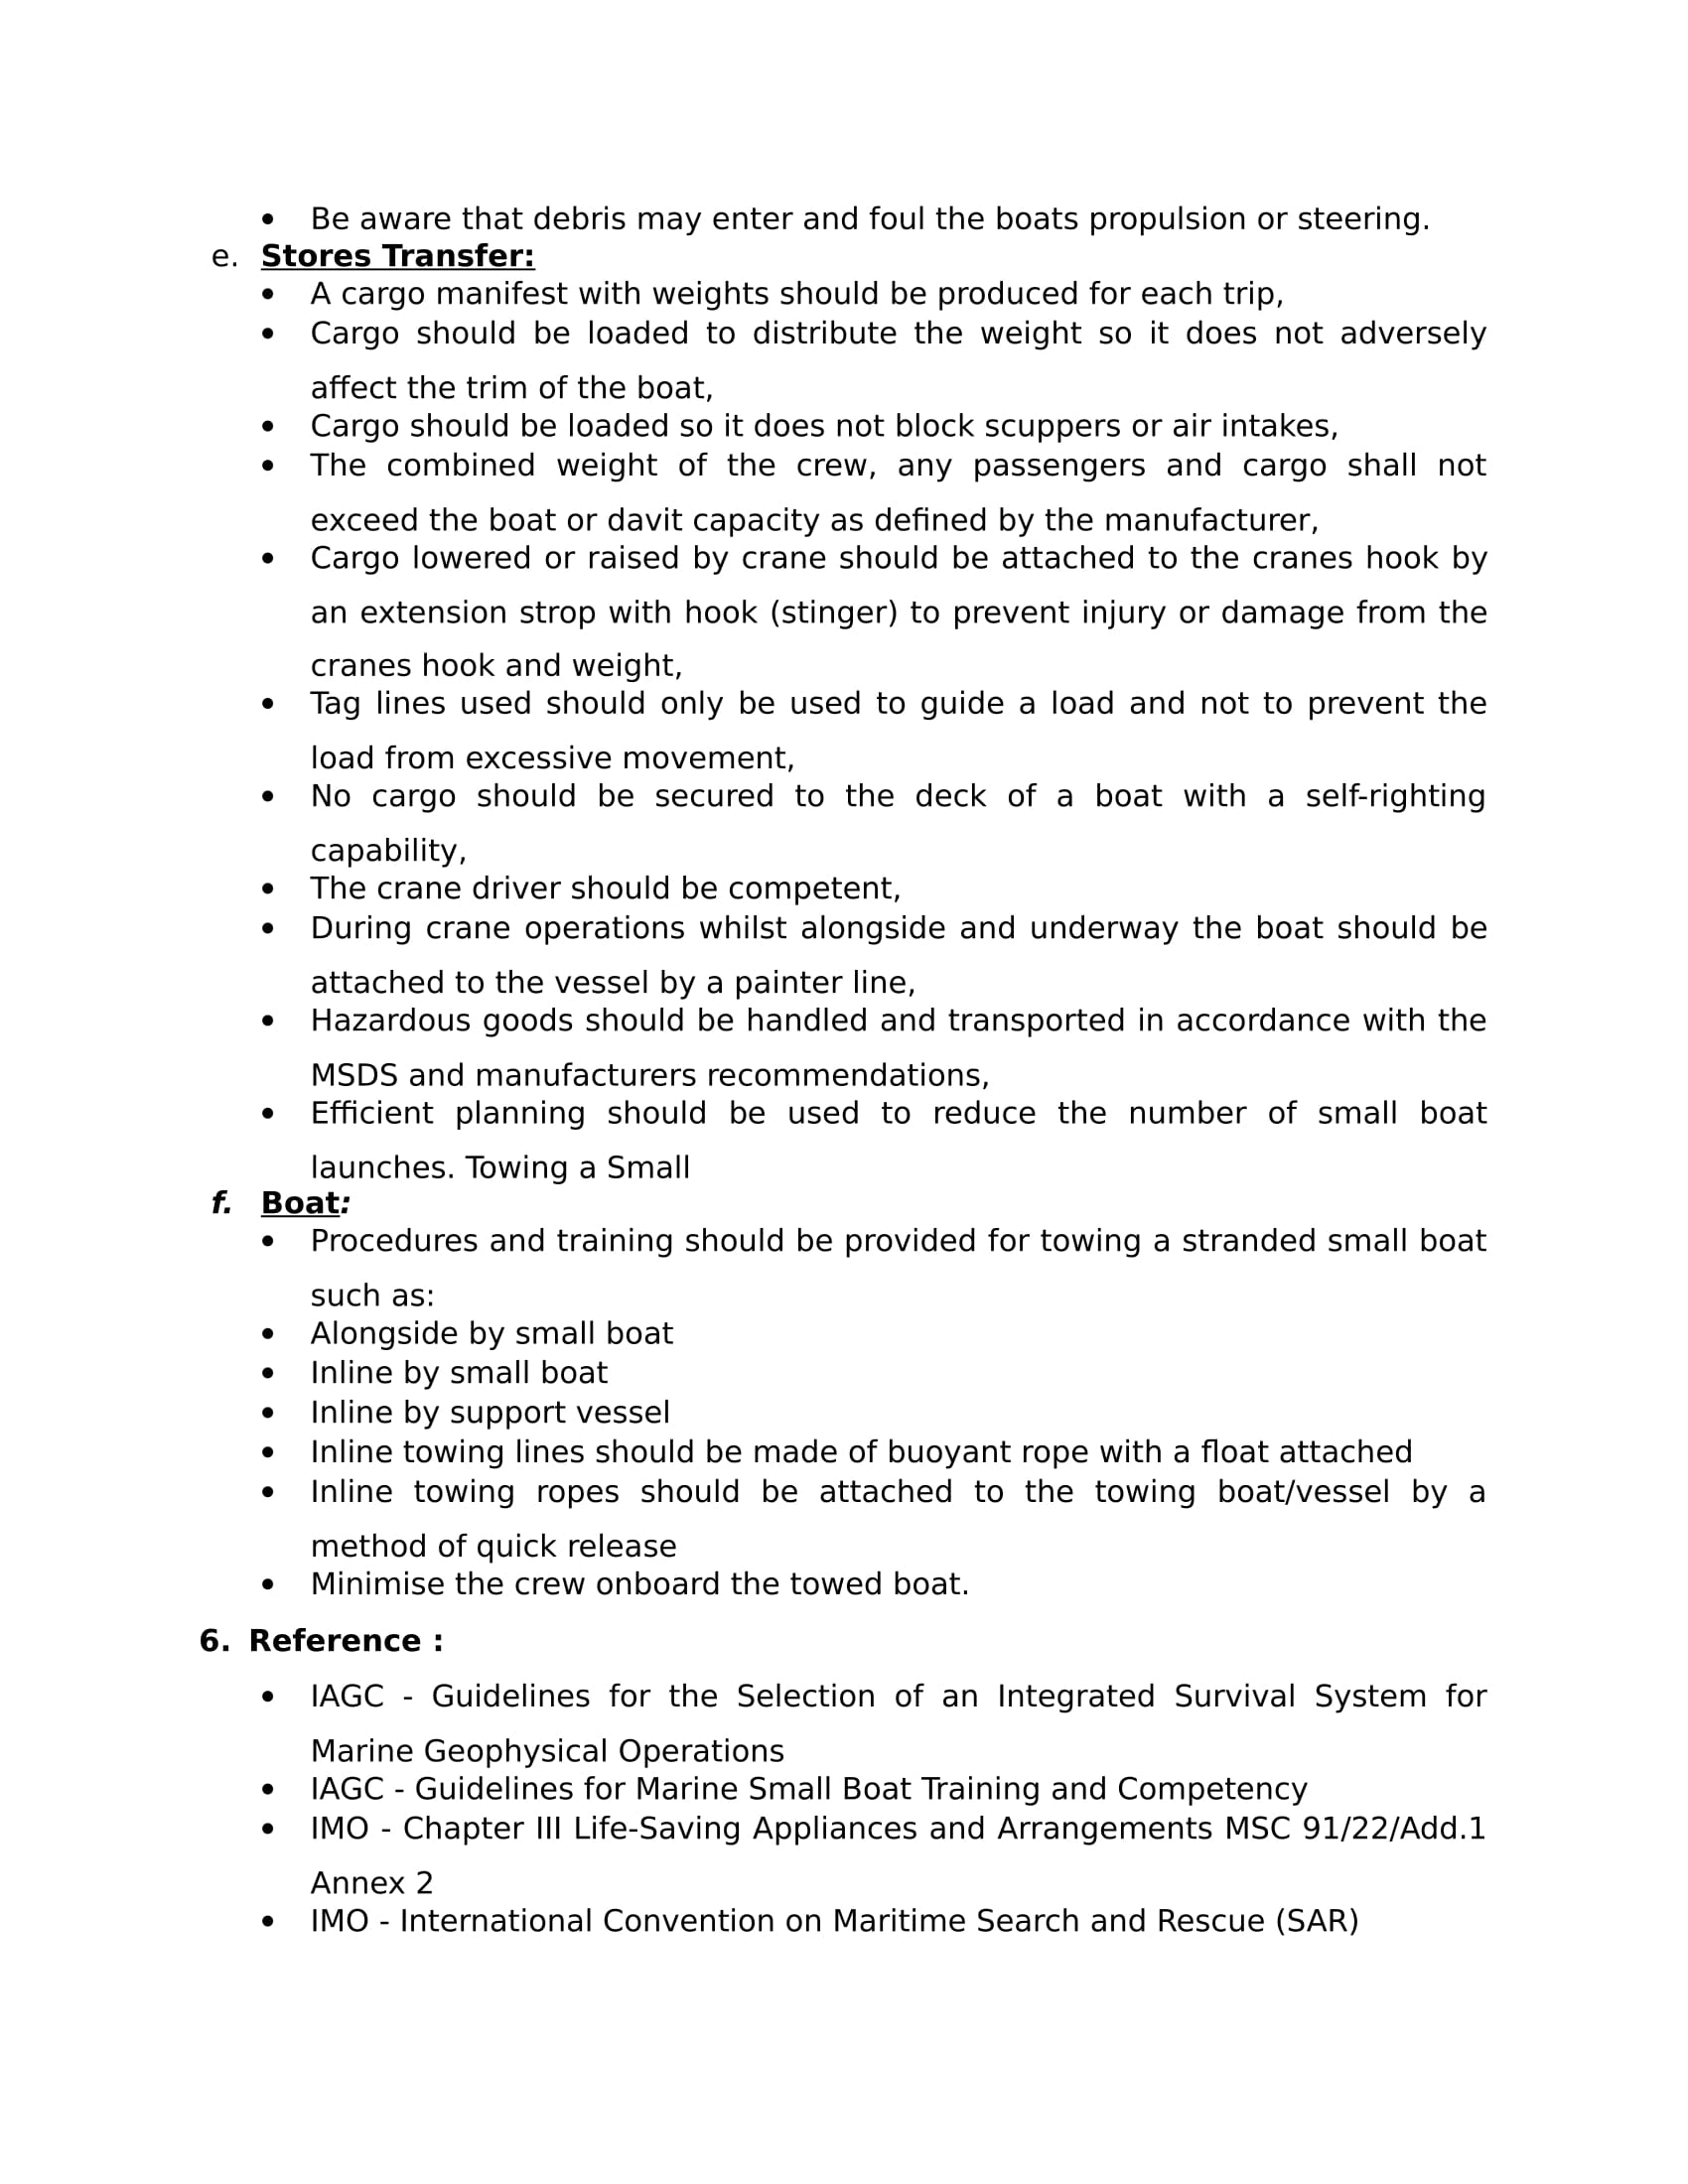 • Be aware that debris may enter and foul the boats propulsion or steering.
e. Stores Transfer:
• A cargo manifest with weights should be produced for each trip,
• Cargo should be loaded to distribute the weight so it does not adversely
affect the trim of the boat,
• Cargo should be loaded so it does not block scuppers or air intakes,
• The combined weight of the crew, any passengers and cargo shall not
exceed the boat or davit capacity as defined by the manufacturer,
• Cargo lowered or raised by crane should be attached to the cranes hook by
an extension strop with hook (stinger) to prevent injury or damage from the
cranes hook and weight,
• Tag lines used should only be used to guide a load and not to prevent the
load from excessive movement,
• No cargo should be secured to the deck of a boat with a self-righting
capability,
• The crane driver should be competent,
• During crane operations whilst alongside and underway the boat should be
attached to the vessel by a painter line,
• Hazardous goods should be handled and transported in accordance with the
MSDS and manufacturers recommendations,
• Efficient planning should be used to reduce the number of small boat
launches. Towing a Small
f. Boat:
• Procedures and training should be provided for towing a stranded small boat
such as:
• Alongside by small boat
• Inline by small boat
• Inline by support vessel
• Inline towing lines should be made of buoyant rope with a float attached
• Inline towing ropes should be attached to the towing boat/vessel by a
method of quick release
• Minimise the crew onboard the towed boat.
6. Reference :
• IAGC - Guidelines for the Selection of an Integrated Survival System for
Marine Geophysical Operations
• IAGC - Guidelines for Marine Small Boat Training and Competency
• IMO - Chapter III Life-Saving Appliances and Arrangements MSC 91/22/Add.1
Annex 2
• IMO - International Convention on Maritime Search and Rescue (SAR)